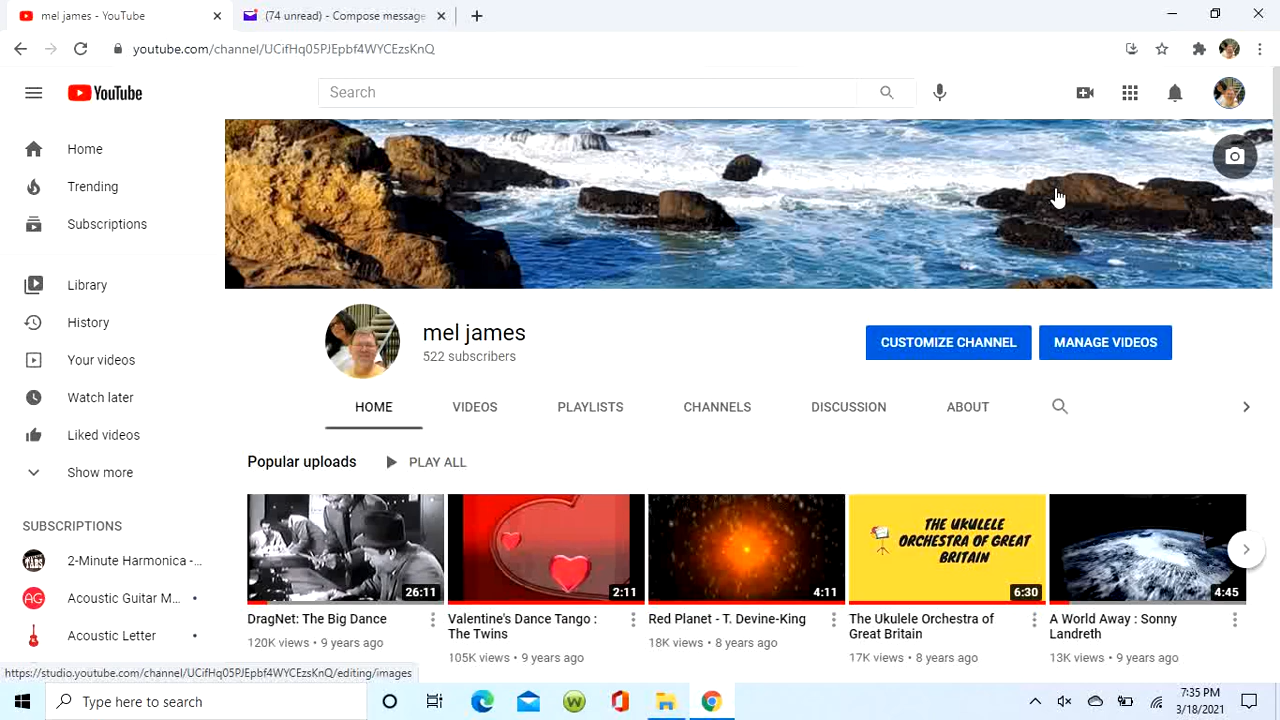 mel james - YouTube
(74 unread) - Compose message
youtube.com/channel/UCifHq05PJEpbf4WYCEzsKnQ
YouTube
Search
Home
Trending
Subscriptions
Library
History
Your videos
Watch later
Liked videos
Show more
SUBSCRIPTIONS
2-Minute Harmonica -...
AG
Acoustic Guitar M...
Acoustic Letter
mel james
522 subscribers
CUSTOMIZE CHANNEL
MANAGE VIDEOS
HOME
VIDEOS
PLAYLISTS
CHANNELS
DISCUSSION
ABOUT
Popular uploads
PLAY ALL
26:11
DragNet: The Big Dance
120K views • 9 years ago
2:11
Valentine's Dance Tango :
The Twins
105K views • 9 years ago
4:11
Red Planet - T. Devine-King
18K views • 8 years ago
THE UKULELE
ORCHESTRA OF GREAT
BRITAIN
6:30
The Ukulele Orchestra of
Great Britain
17K views • 8 years ago
4:45
A World Away : Sonny
Landreth
13K views • 9 years ago
https://studio.youtube.com/channel/UCifHq05PJEpbf4WYCEzsKnQ/editing/images
Type here to search
7:35 PM
3/18/2021